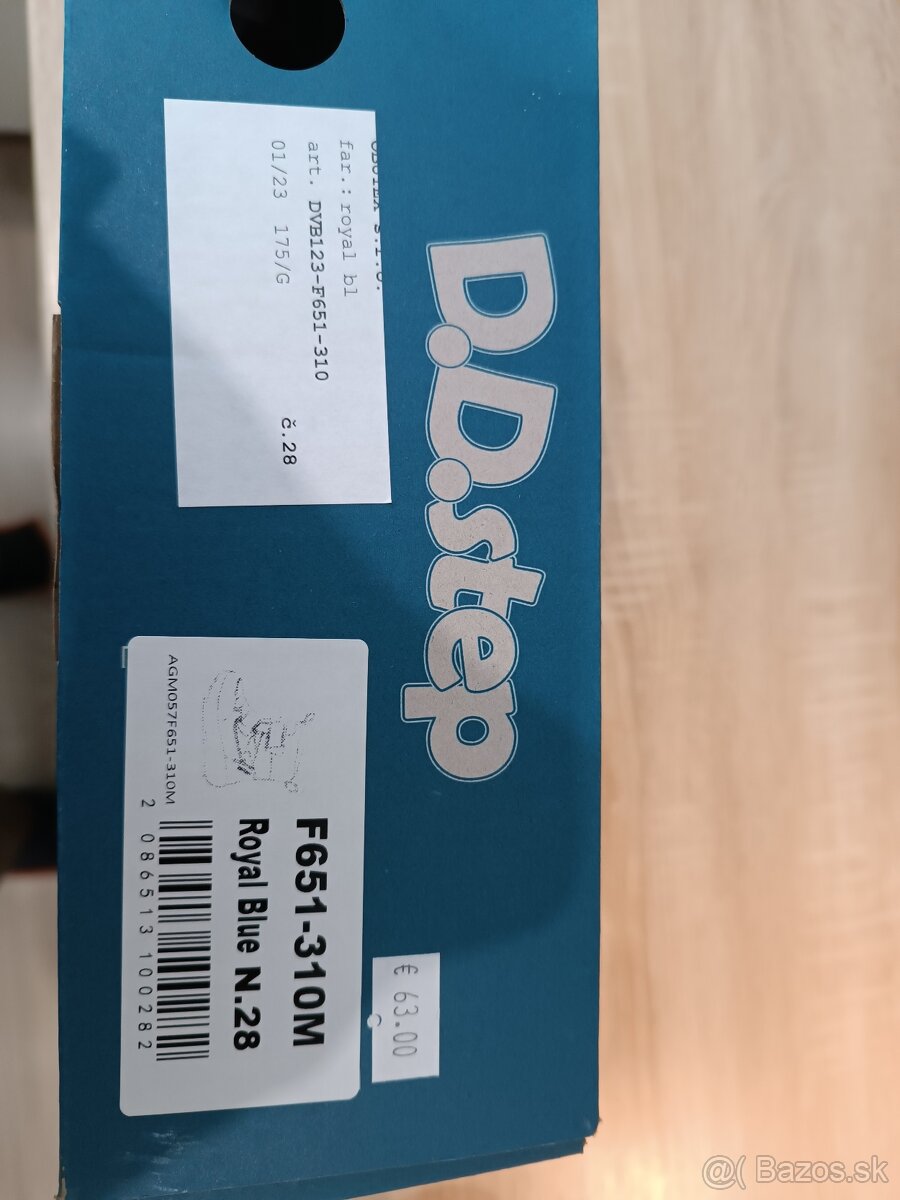 D.D.step
far.: royal bl
art. DVB123-F651-310
01/23 175/G
č.28
F651-310M
Royal Blue N.28
AGM057F651-310M
2 086513 100282
€ 63.00
@( Bazos.sk